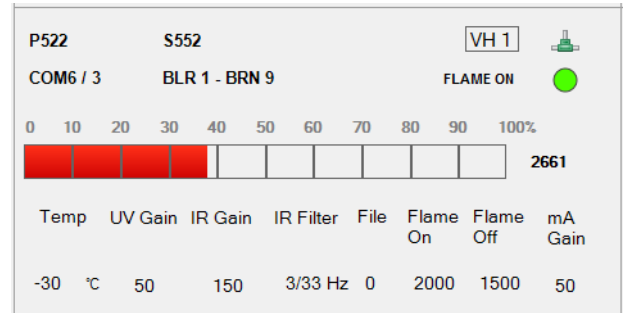 P522 S552 VH 1
COM6 / 3 BLR 1 - BRN 9 FLAME ON
0 10 20 30 40 50 60 70 80 90 100%
2661
Temp UV Gain IR Gain IR Filter File Flame On Flame Off mA Gain
-30 ℃ 50 150 3/33 Hz 0 2000 1500 50